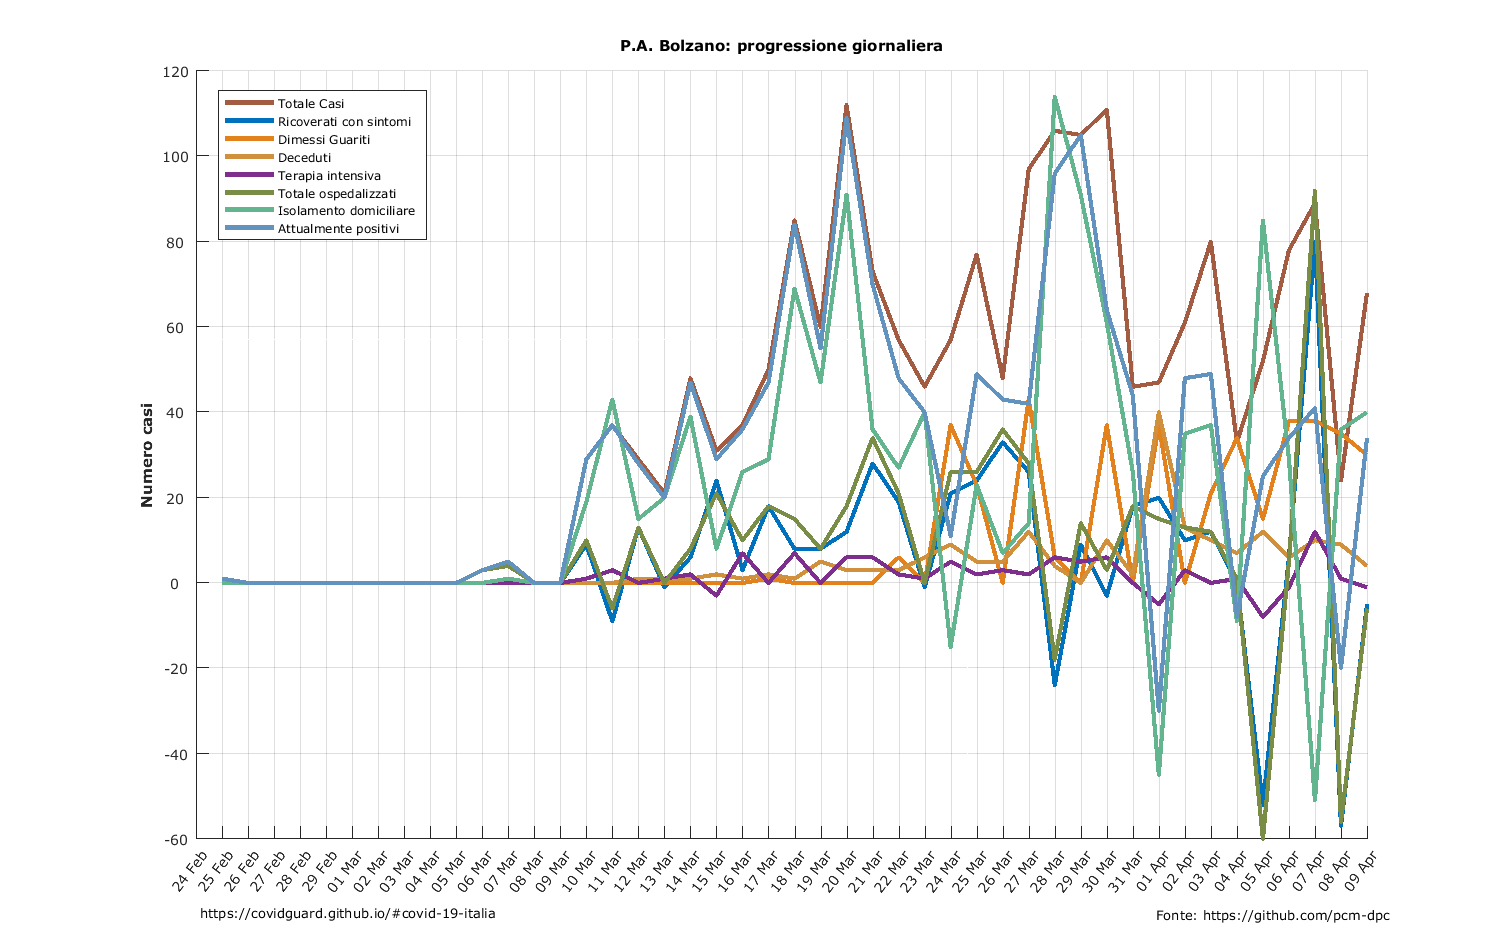 P.A. Bolzano: progressione giornaliera
120
100
80
60
40
20
0
-20
-40
-60
Numero casi
Totale Casi
Ricoverati con sintomi
Dimessi Guariti
Deceduti
Terapia intensiva
Totale ospedalizzati
Isolamento domiciliare
Attualmente positivi
24 Feb
25 Feb
26 Feb
27 Feb
28 Feb
29 Feb
01 Mar
02 Mar
03 Mar
04 Mar
05 Mar
06 Mar
07 Mar
08 Mar
09 Mar
10 Mar
11 Mar
12 Mar
13 Mar
14 Mar
15 Mar
16 Mar
17 Mar
18 Mar
19 Mar
20 Mar
21 Mar
22 Mar
23 Mar
24 Mar
25 Mar
26 Mar
27 Mar
28 Mar
29 Mar
30 Mar
31 Mar
01 Apr
02 Apr
03 Apr
04 Apr
05 Apr
06 Apr
07 Apr
08 Apr
09 Apr
https://covidguard.github.io/#covid-19-italia
Fonte: https://github.com/pcm-dpc